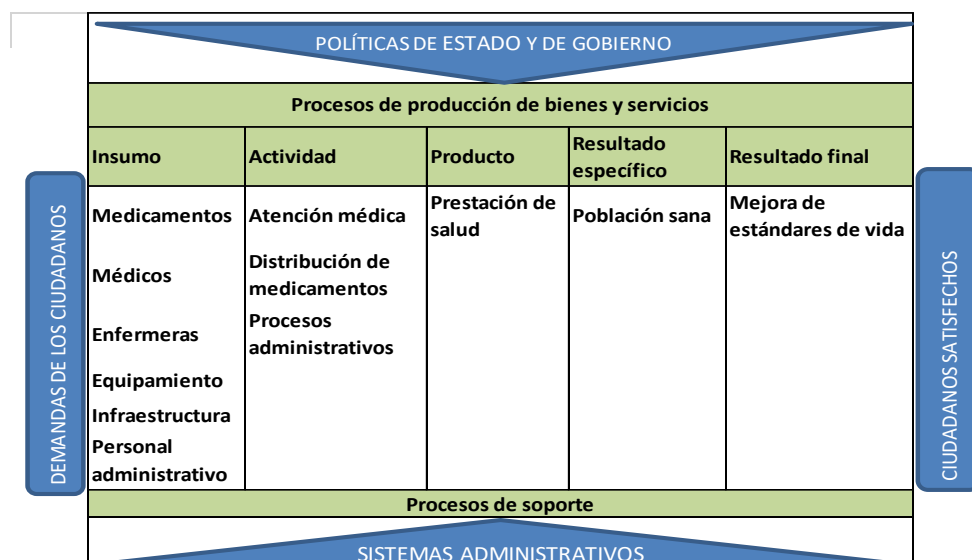 POLÍTICAS DE ESTADO Y DE GOBIERNO
Procesos de producción de bienes y servicios
Insumo
Actividad
Producto
Resultado
específico
Resultado final
DEMANDAS DE LOS CIUDADANOS
Medicamentos
Médicos
Enfermeras
Equipamiento
Infraestructura
Personal
administrativo
Atención médica
Distribución de
medicamentos
Procesos
administrativos
Prestación de
salud
Población sana
Mejora de
estándares de vida
CIUDADANOS SATISFECHOS
Procesos de soporte
SISTEMAS ADMINISTRATIVOS